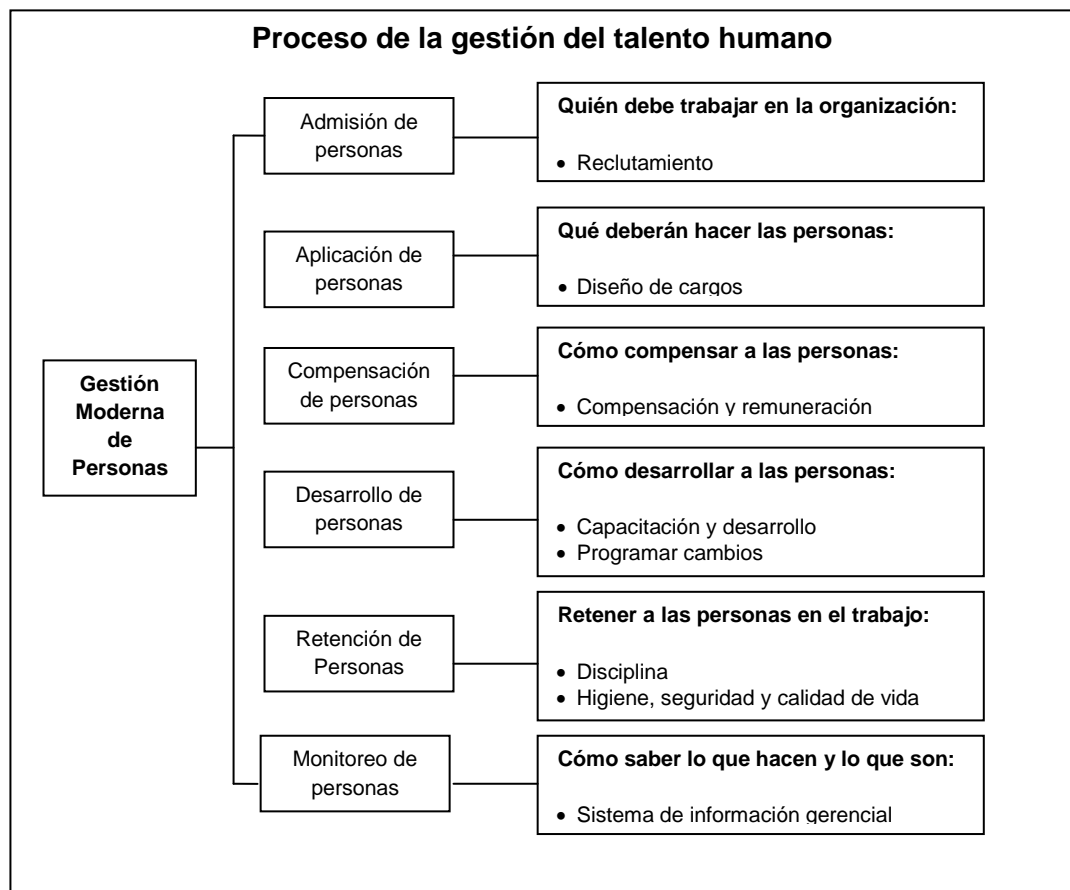 Proceso de la gestión del talento humano
Gestión
Moderna
de
Personas
Admisión de
personas
Quién debe trabajar en la organización:
• Reclutamiento
Aplicación de
personas
Qué deberán hacer las personas:
• Diseño de cargos
Compensación
de personas
Cómo compensar a las personas:
• Compensación y remuneración
Desarrollo de
personas
Cómo desarrollar a las personas:
• Capacitación y desarrollo
• Programar cambios
Retención de
Personas
Retener a las personas en el trabajo:
• Disciplina
• Higiene, seguridad y calidad de vida
Monitoreo de
personas
Cómo saber lo que hacen y lo que son:
• Sistema de información gerencial